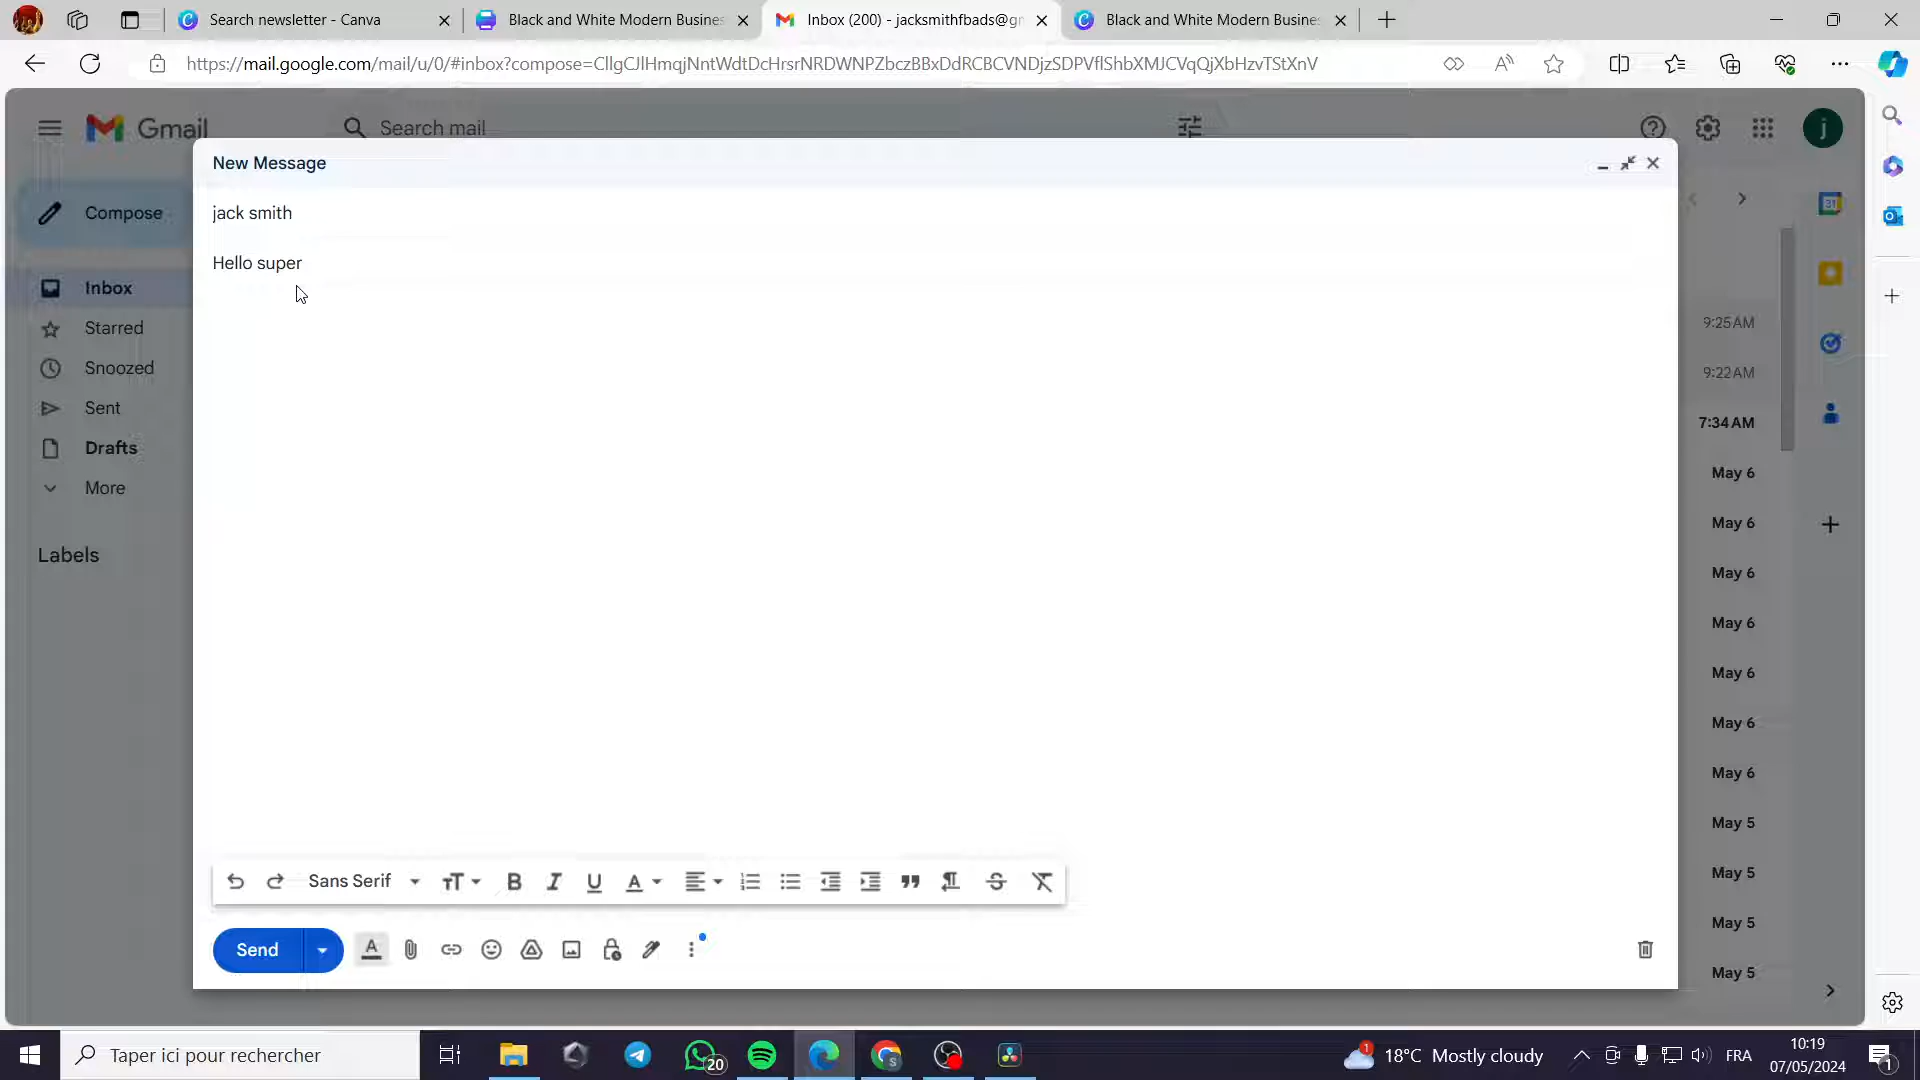 Search newsletter - Canva
Black and White Modern Busines
Inbox (200) - jacksmithfbads@gm
Black and White Modern Busines
https://mail.google.com/mail/u/0/#inbox?compose=CllgCJlHmqjNntWdtDcHrsrNRDWNPZbczBBxDdRCBCVNDjzSDPVflShbXMJCVqQjXbHzvTStXnV
Gmail
Search mail
j
New Message
Compose
jack smith
Hello super
Inbox
Starred
Snoozed
Sent
Drafts
More
Labels
31
9:25 AM
9:22 AM
7:34 AM
May 6
May 6
May 6
May 6
May 6
May 6
May 6
May 5
May 5
May 5
May 5
Sans Serif
Send
Taper ici pour rechercher
20
1
18°C Mostly cloudy
FRA
10:19
07/05/2024
1